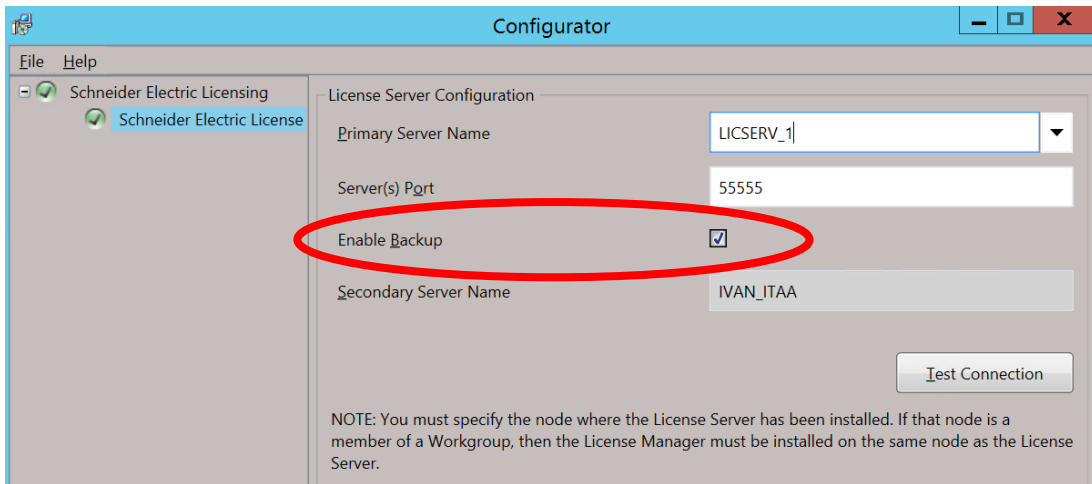 Configurator
File Help
Schneider Electric Licensing
Schneider Electric License
License Server Configuration
Primary Server Name
LICSERV_1
Server(s) Port
55555
Enable Backup
Secondary Server Name
IVAN_ITAA
Test Connection
NOTE: You must specify the node where the License Server has been installed. If that node is a
member of a Workgroup, then the License Manager must be installed on the same node as the License
Server.